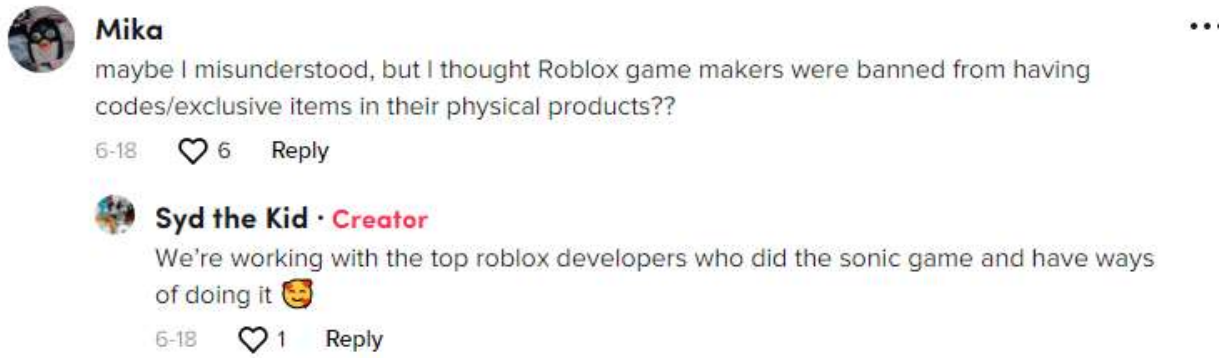 Mika
maybe I misunderstood, but I thought Roblox game makers were banned from having
codes/exclusive items in their physical products??
6-18 6 Reply
Syd the Kid · Creator
We're working with the top roblox developers who did the sonic game and have ways
of doing it 🥰
6-18 1 Reply